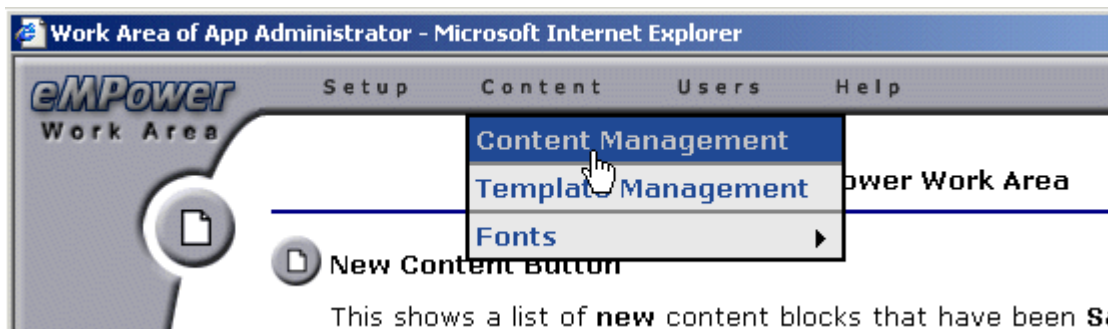 Work Area of App Administrator - Microsoft Internet Explorer
eMPower
Work Area
Setup Content Users Help
Content Management
Template Management
Fonts
Work Area
New Content Button
This shows a list of new content blocks that have been